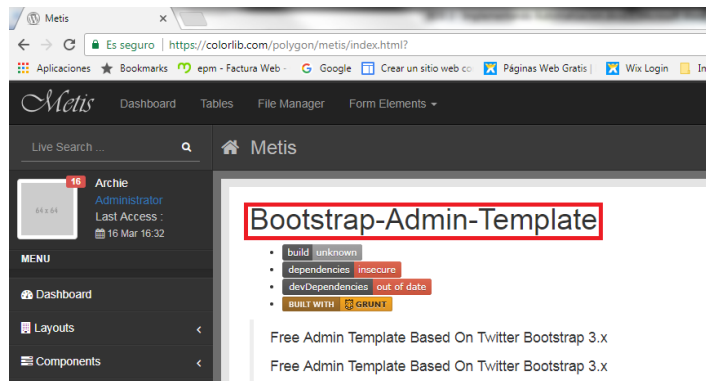 Metis
Es seguro | https://colorlib.com/polygon/metis/index.html?
Aplicaciones Bookmarks epm - Factura Web - Google Crear un sitio web co Páginas Web Gratis | Wix Login In
Metis Dashboard Tables File Manager Form Elements
Live Search ...
Metis
16
64 x 64
Archie
Administrator
Last Access :
16 Mar 16:32
MENU
Dashboard
Layouts
Components
Bootstrap-Admin-Template
build unknown
dependencies insecure
devDependencies out of date
BUILT WITH GRUNT
Free Admin Template Based On Twitter Bootstrap 3.x
Free Admin Template Based On Twitter Bootstrap 3.x